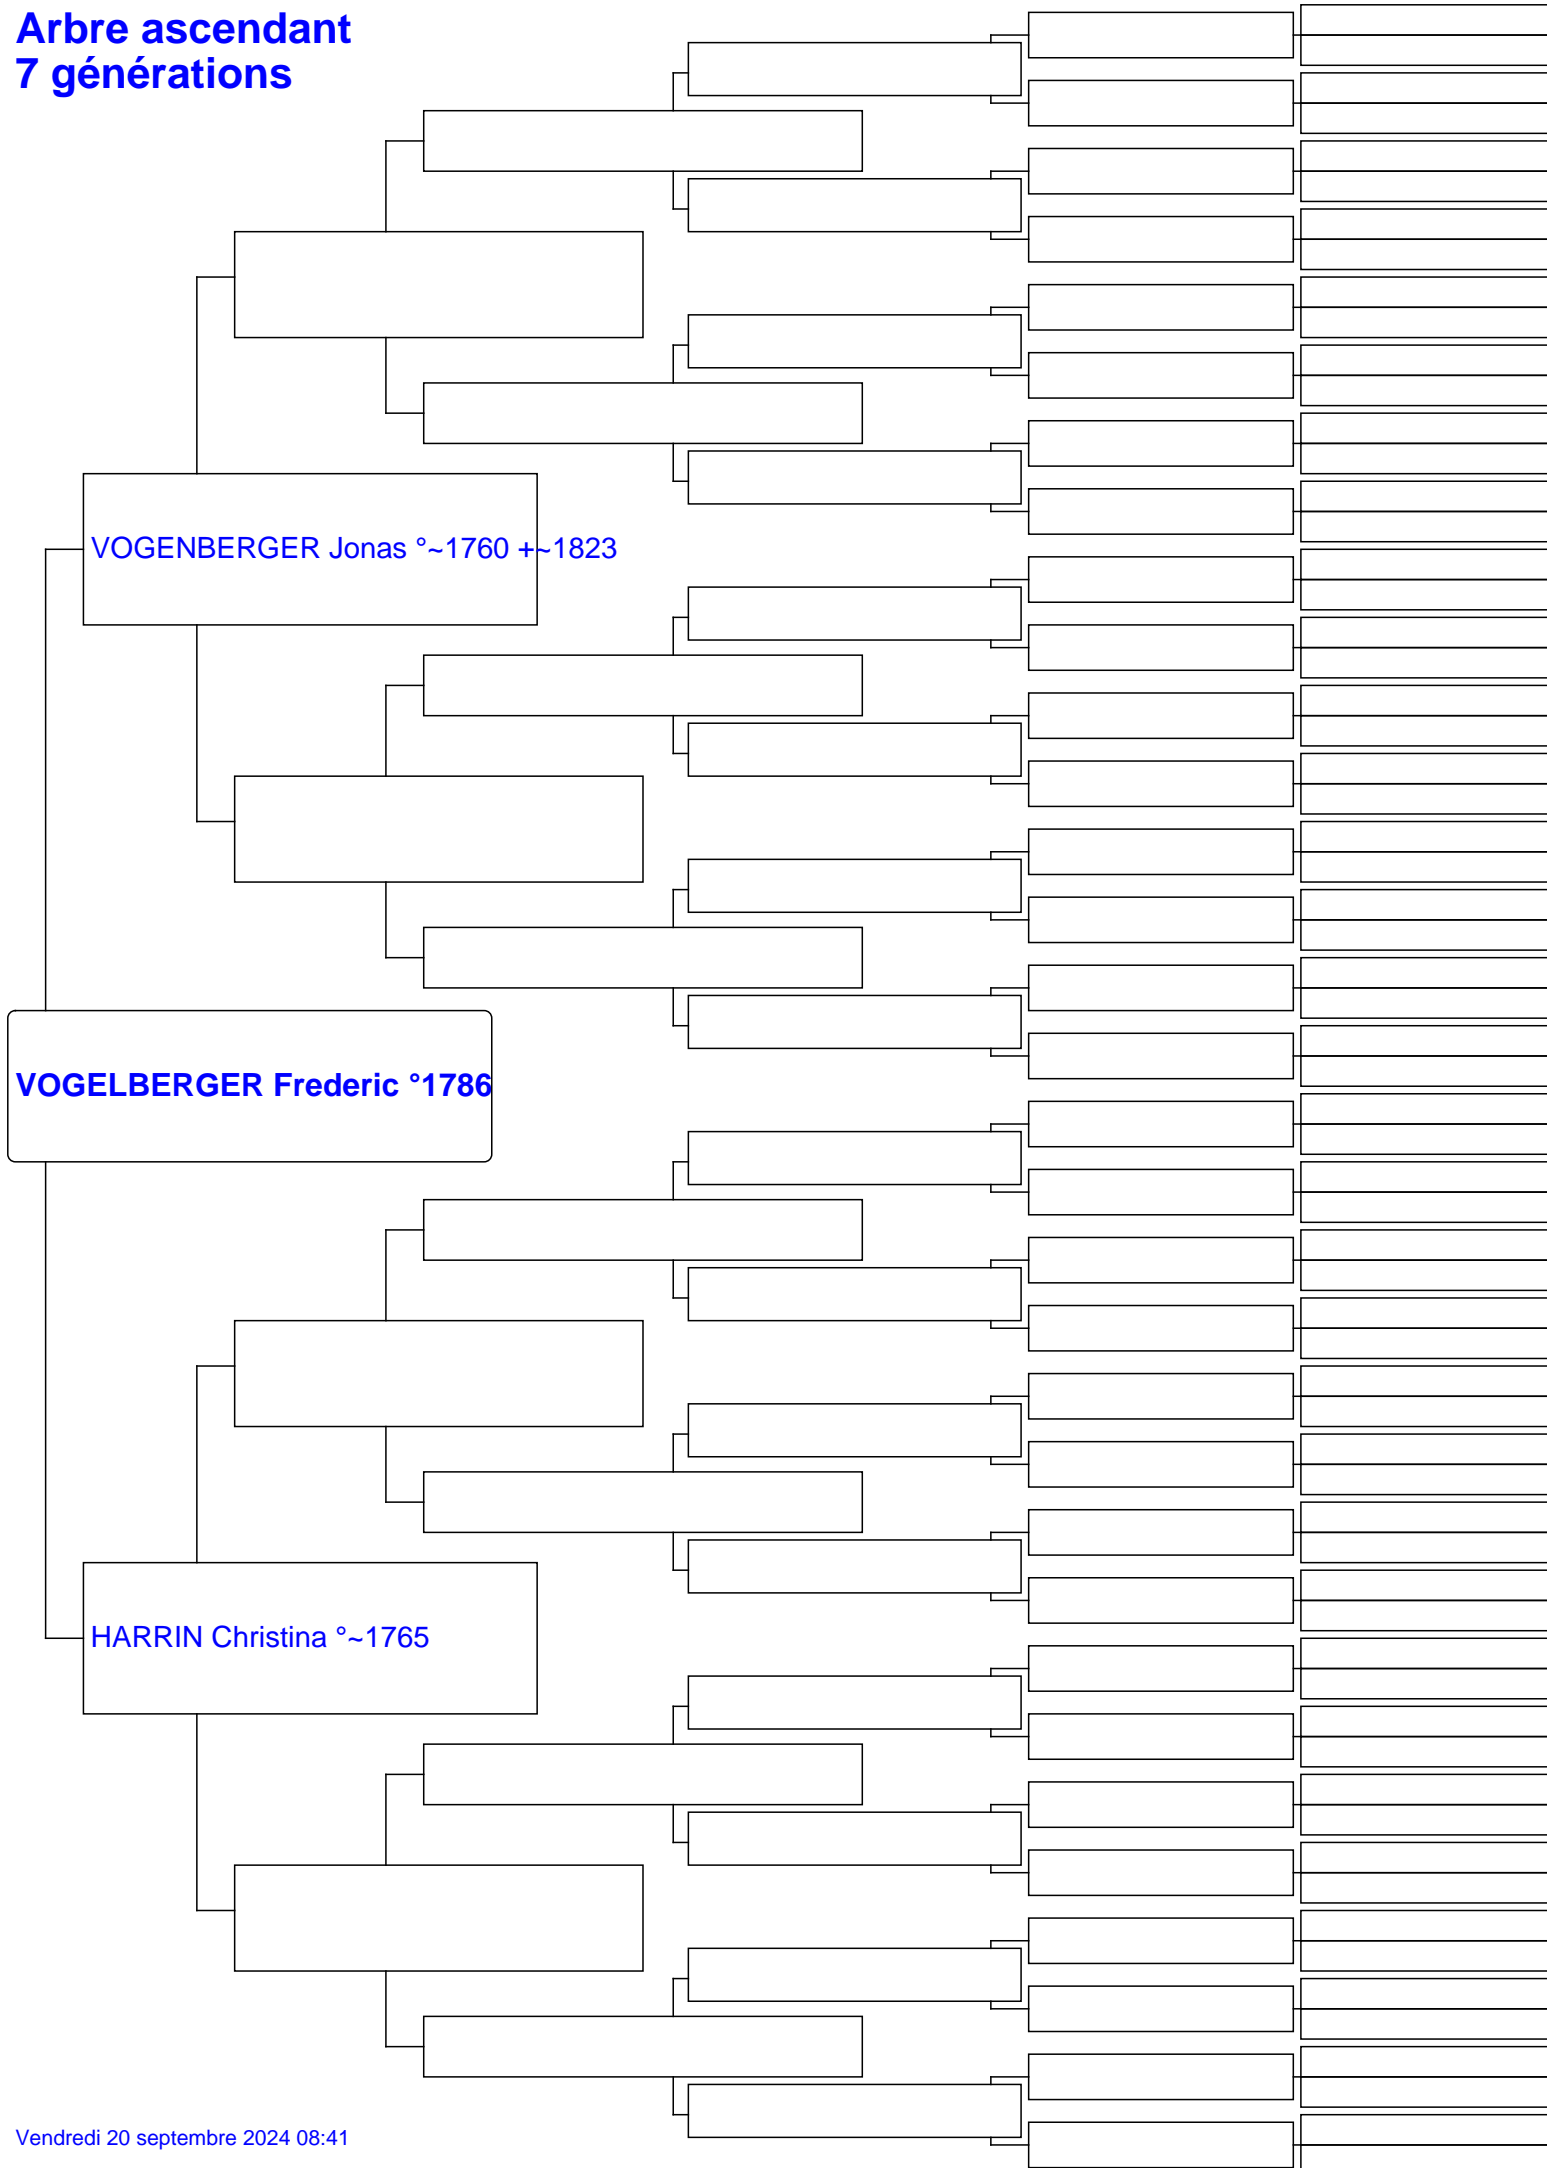 Arbre ascendant
7 générations
VOGENBERGER Jonas °~1760 +~1823
VOGELBERGER Frederic °1786
HARRIN Christina °~1765
Vendredi 20 septembre 2024 08:41